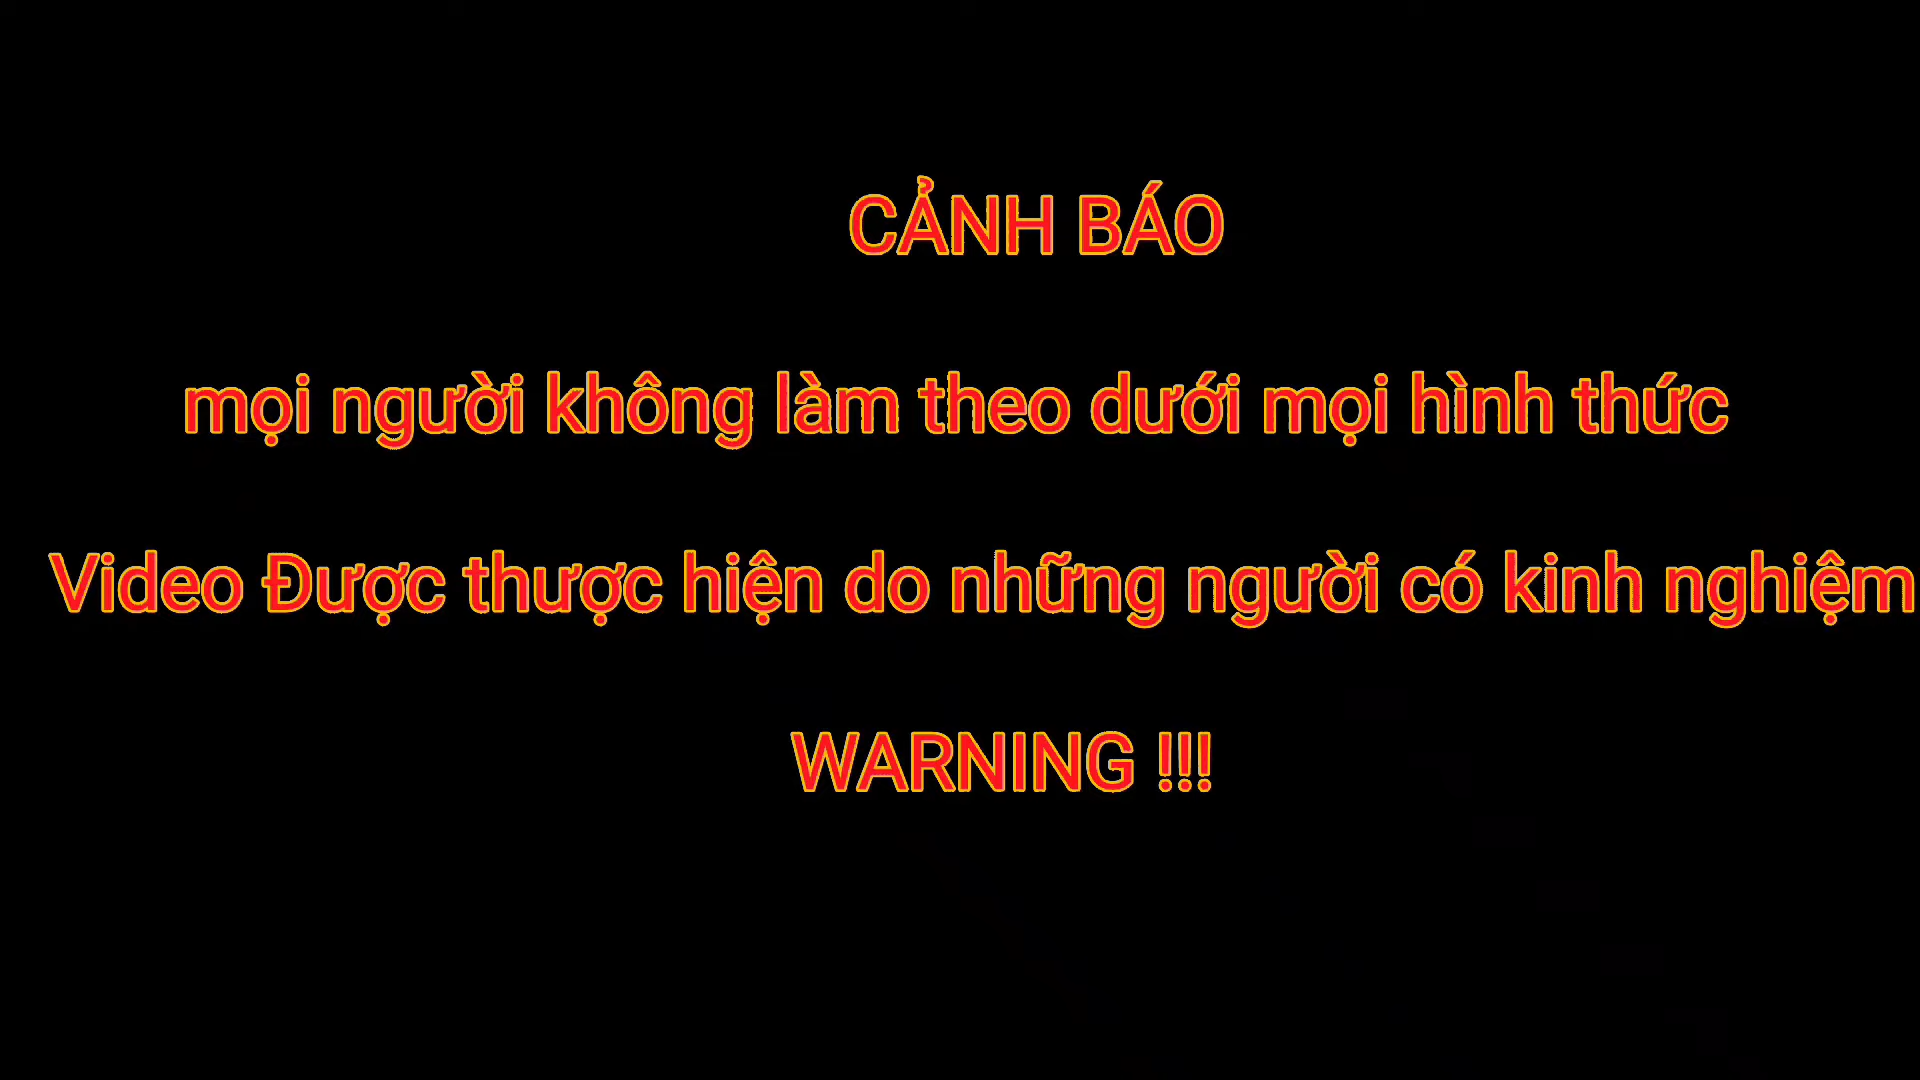 CẢNH BÁO
mọi người không làm theo dưới mọi hình thức
Video Được thược hiện do những người có kinh nghiệm
WARNING !!!